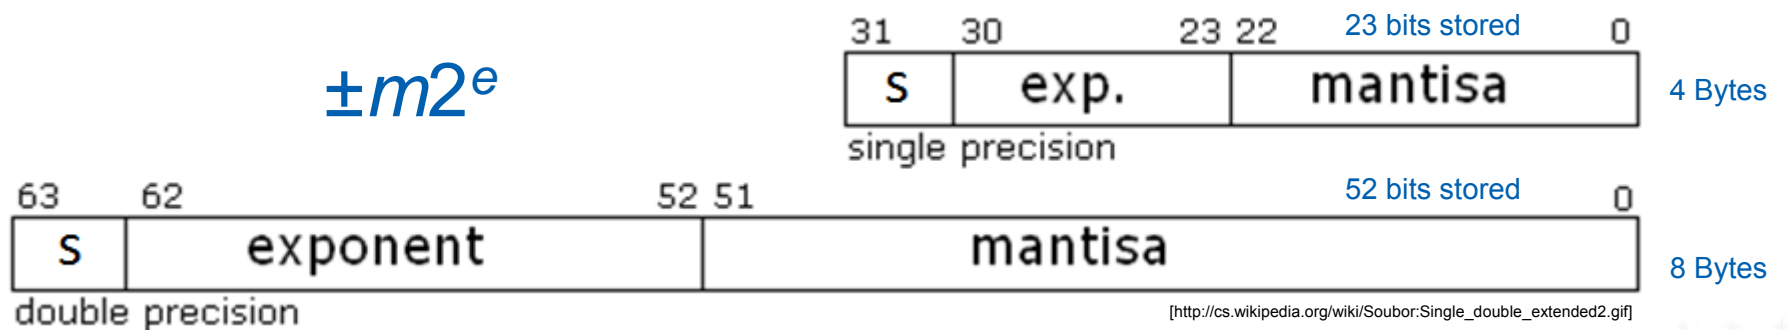 31 30 23 22 23 bits stored 0
±m2^e
s exp. mantisa
4 Bytes
single precision
63 62 52 51 52 bits stored 0
s exponent mantisa
8 Bytes
double precision
[http://cs.wikipedia.org/wiki/Soubor:Single_double_extended2.gif]